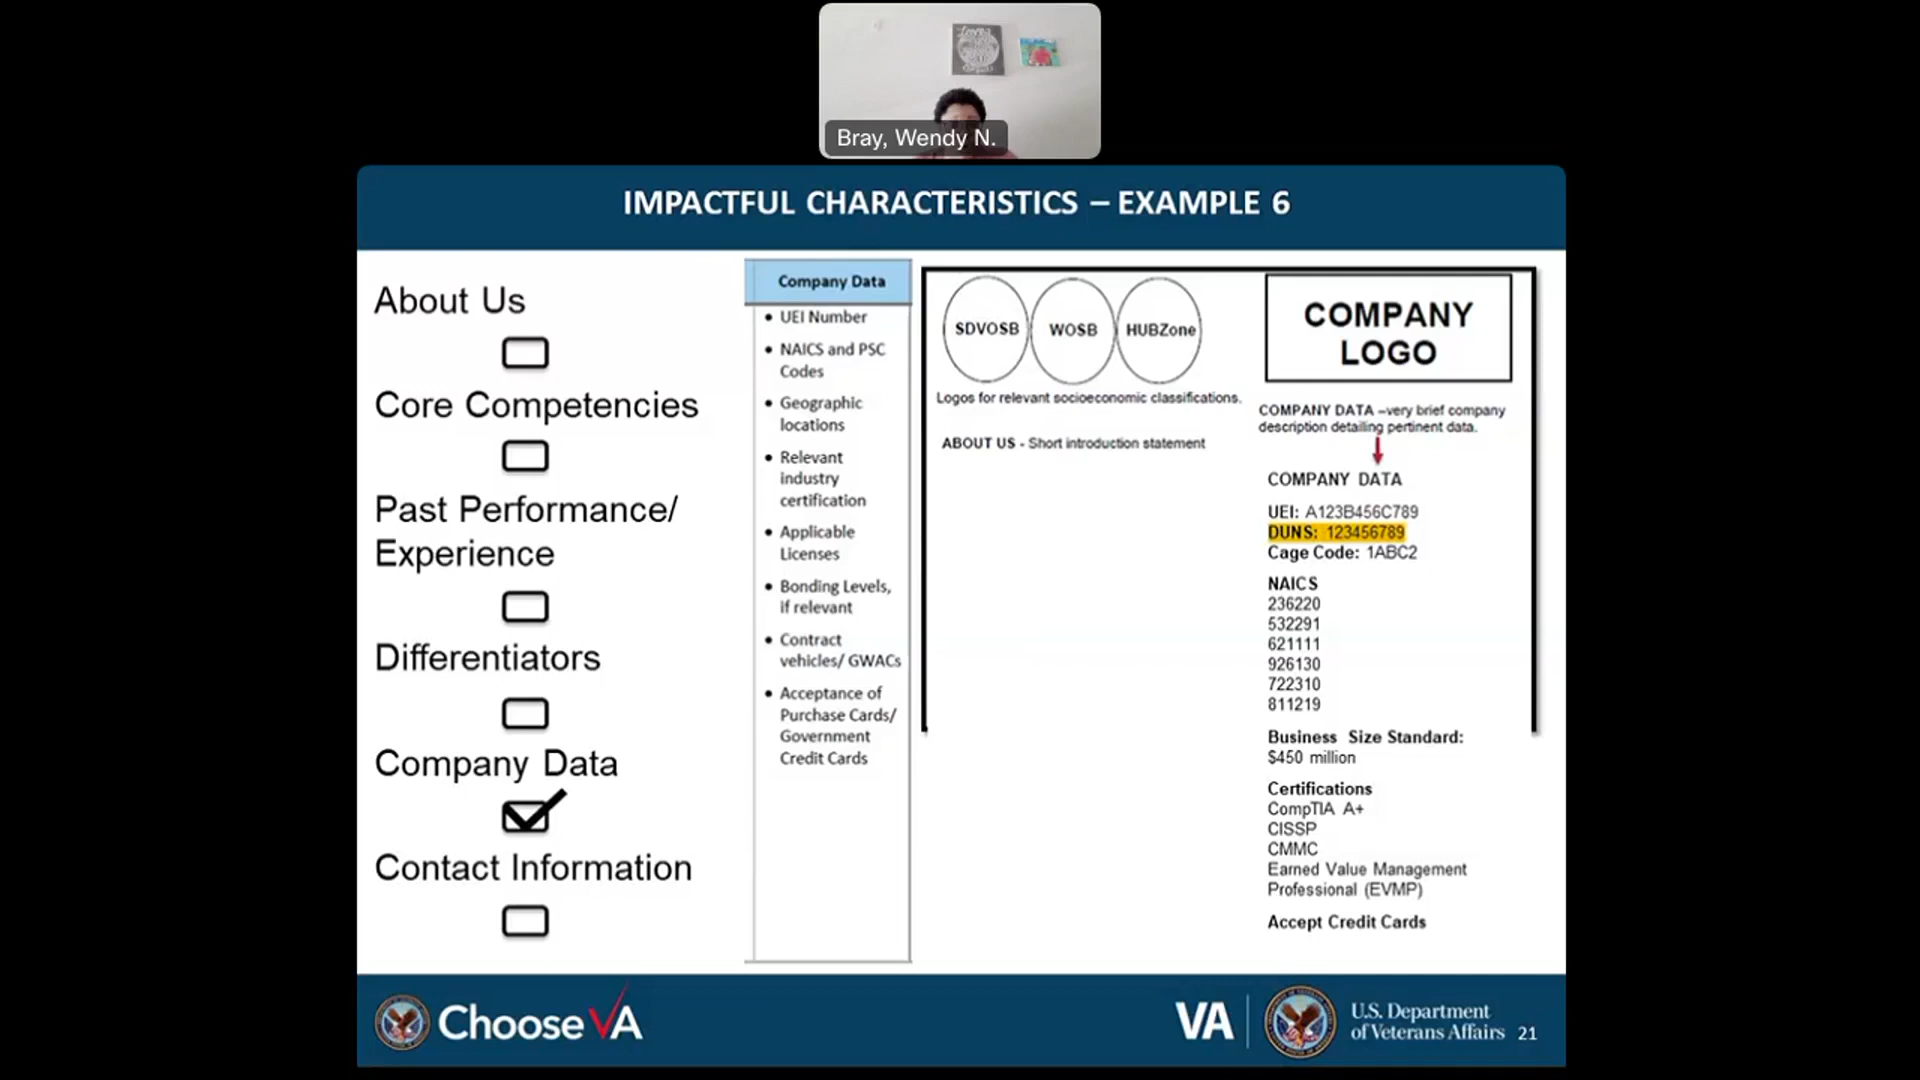 Bray, Wendy N.
IMPACTFUL CHARACTERISTICS – EXAMPLE 6
About Us
Core Competencies
Past Performance/
Experience
Differentiators
Company Data
Contact Information
Company Data
• UEI Number
• NAICS and PSC
Codes
• Geographic
locations
• Relevant
industry
certification
• Applicable
Licenses
• Bonding Levels,
if relevant
• Contract
vehicles/ GWACs
• Acceptance of
Purchase Cards/
Government
Credit Cards
SDVOSB
WOSB
HUBZone
Logos for relevant socioeconomic classifications.
ABOUT US - Short introduction statement
COMPANY
LOGO
COMPANY DATA –very brief company
description detailing pertinent data.
COMPANY DATA
UEI: A123B456C789
DUNS: 123456789
Cage Code: 1ABC2
NAICS
236220
532291
621111
926130
722310
811219
Business Size Standard:
$450 million
Certifications
CompTIA A+
CISSP
CMMC
Earned Value Management
Professional (EVMP)
Accept Credit Cards
Choose VA
VA
U.S. Department
of Veterans Affairs
21